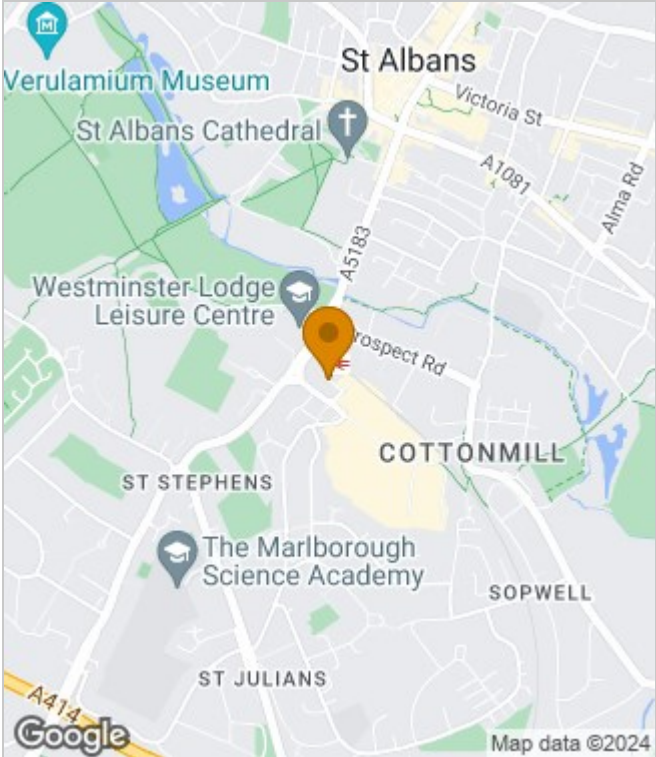 St Albans
Verulamium Museum
Victoria St
St Albans Cathedral
A1081
Alma Rd
A5183
Westminster Lodge
Leisure Centre
rospect Rd
COTTONMILL
ST STEPHENS
The Marlborough
Science Academy
SOPWELL
ST JULIANS
A414
Google
Map data ©2024